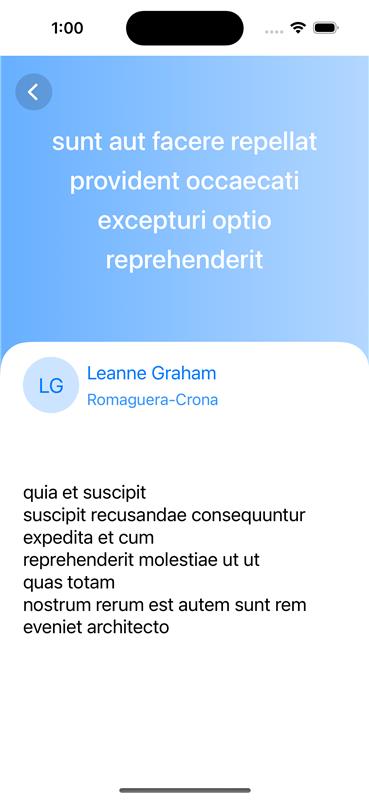 1:00
sunt aut facere repellat
provident occaecati
excepturi optio
reprehenderit
LG
Leanne Graham
Romaguera-Crona
quia et suscipit
suscipit recusandae consequuntur
expedita et cum
reprehenderit molestiae ut ut
quas totam
nostrum rerum est autem sunt rem
eveniet architecto